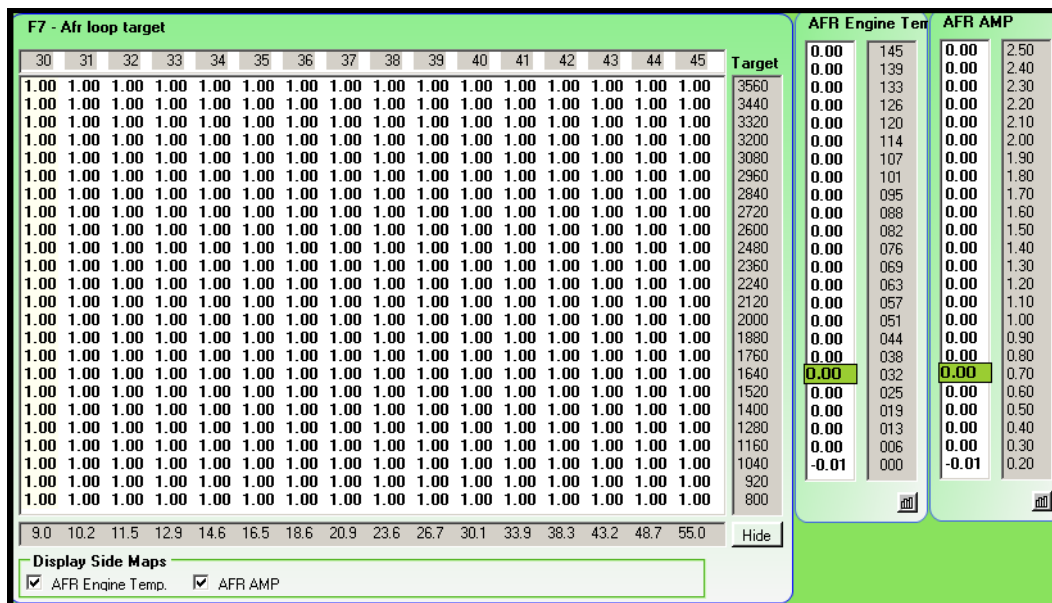 F7 - Afr loop target
30 31 32 33 34 35 36 37 38 39 40 41 42 43 44 45 Target
1.00 1.00 1.00 1.00 1.00 1.00 1.00 1.00 1.00 1.00 1.00 1.00 1.00 1.00 1.00 1.00 3560
1.00 1.00 1.00 1.00 1.00 1.00 1.00 1.00 1.00 1.00 1.00 1.00 1.00 1.00 1.00 1.00 3440
1.00 1.00 1.00 1.00 1.00 1.00 1.00 1.00 1.00 1.00 1.00 1.00 1.00 1.00 1.00 1.00 3320
1.00 1.00 1.00 1.00 1.00 1.00 1.00 1.00 1.00 1.00 1.00 1.00 1.00 1.00 1.00 1.00 3200
1.00 1.00 1.00 1.00 1.00 1.00 1.00 1.00 1.00 1.00 1.00 1.00 1.00 1.00 1.00 1.00 3080
1.00 1.00 1.00 1.00 1.00 1.00 1.00 1.00 1.00 1.00 1.00 1.00 1.00 1.00 1.00 1.00 2960
1.00 1.00 1.00 1.00 1.00 1.00 1.00 1.00 1.00 1.00 1.00 1.00 1.00 1.00 1.00 1.00 2840
1.00 1.00 1.00 1.00 1.00 1.00 1.00 1.00 1.00 1.00 1.00 1.00 1.00 1.00 1.00 1.00 2720
1.00 1.00 1.00 1.00 1.00 1.00 1.00 1.00 1.00 1.00 1.00 1.00 1.00 1.00 1.00 1.00 2600
1.00 1.00 1.00 1.00 1.00 1.00 1.00 1.00 1.00 1.00 1.00 1.00 1.00 1.00 1.00 1.00 2480
1.00 1.00 1.00 1.00 1.00 1.00 1.00 1.00 1.00 1.00 1.00 1.00 1.00 1.00 1.00 1.00 2360
1.00 1.00 1.00 1.00 1.00 1.00 1.00 1.00 1.00 1.00 1.00 1.00 1.00 1.00 1.00 1.00 2240
1.00 1.00 1.00 1.00 1.00 1.00 1.00 1.00 1.00 1.00 1.00 1.00 1.00 1.00 1.00 1.00 2120
1.00 1.00 1.00 1.00 1.00 1.00 1.00 1.00 1.00 1.00 1.00 1.00 1.00 1.00 1.00 1.00 2000
1.00 1.00 1.00 1.00 1.00 1.00 1.00 1.00 1.00 1.00 1.00 1.00 1.00 1.00 1.00 1.00 1880
1.00 1.00 1.00 1.00 1.00 1.00 1.00 1.00 1.00 1.00 1.00 1.00 1.00 1.00 1.00 1.00 1760
1.00 1.00 1.00 1.00 1.00 1.00 1.00 1.00 1.00 1.00 1.00 1.00 1.00 1.00 1.00 1.00 1640
1.00 1.00 1.00 1.00 1.00 1.00 1.00 1.00 1.00 1.00 1.00 1.00 1.00 1.00 1.00 1.00 1520
1.00 1.00 1.00 1.00 1.00 1.00 1.00 1.00 1.00 1.00 1.00 1.00 1.00 1.00 1.00 1.00 1400
1.00 1.00 1.00 1.00 1.00 1.00 1.00 1.00 1.00 1.00 1.00 1.00 1.00 1.00 1.00 1.00 1280
1.00 1.00 1.00 1.00 1.00 1.00 1.00 1.00 1.00 1.00 1.00 1.00 1.00 1.00 1.00 1.00 1160
1.00 1.00 1.00 1.00 1.00 1.00 1.00 1.00 1.00 1.00 1.00 1.00 1.00 1.00 1.00 1.00 1040
1.00 1.00 1.00 1.00 1.00 1.00 1.00 1.00 1.00 1.00 1.00 1.00 1.00 1.00 1.00 1.00 920
1.00 1.00 1.00 1.00 1.00 1.00 1.00 1.00 1.00 1.00 1.00 1.00 1.00 1.00 1.00 1.00 800
9.0 10.2 11.5 12.9 14.6 16.5 18.6 20.9 23.6 26.7 30.1 33.9 38.3 43.2 48.7 55.0 Hide
Display Side Maps
AFR Engine Temp. AFR AMP
AFR Engine Ten
0.00 145
0.00 139
0.00 133
0.00 126
0.00 120
0.00 114
0.00 107
0.00 101
0.00 095
0.00 088
0.00 082
0.00 076
0.00 069
0.00 063
0.00 057
0.00 051
0.00 044
0.00 038
0.00 032
0.00 025
0.00 019
0.00 013
0.00 006
-0.01 000
AFR AMP
0.00 2.50
0.00 2.40
0.00 2.30
0.00 2.20
0.00 2.10
0.00 2.00
0.00 1.90
0.00 1.80
0.00 1.70
0.00 1.60
0.00 1.50
0.00 1.40
0.00 1.30
0.00 1.20
0.00 1.10
0.00 1.00
0.00 0.90
0.00 0.80
0.00 0.70
0.00 0.60
0.00 0.50
0.00 0.40
0.00 0.30
-0.01 0.20